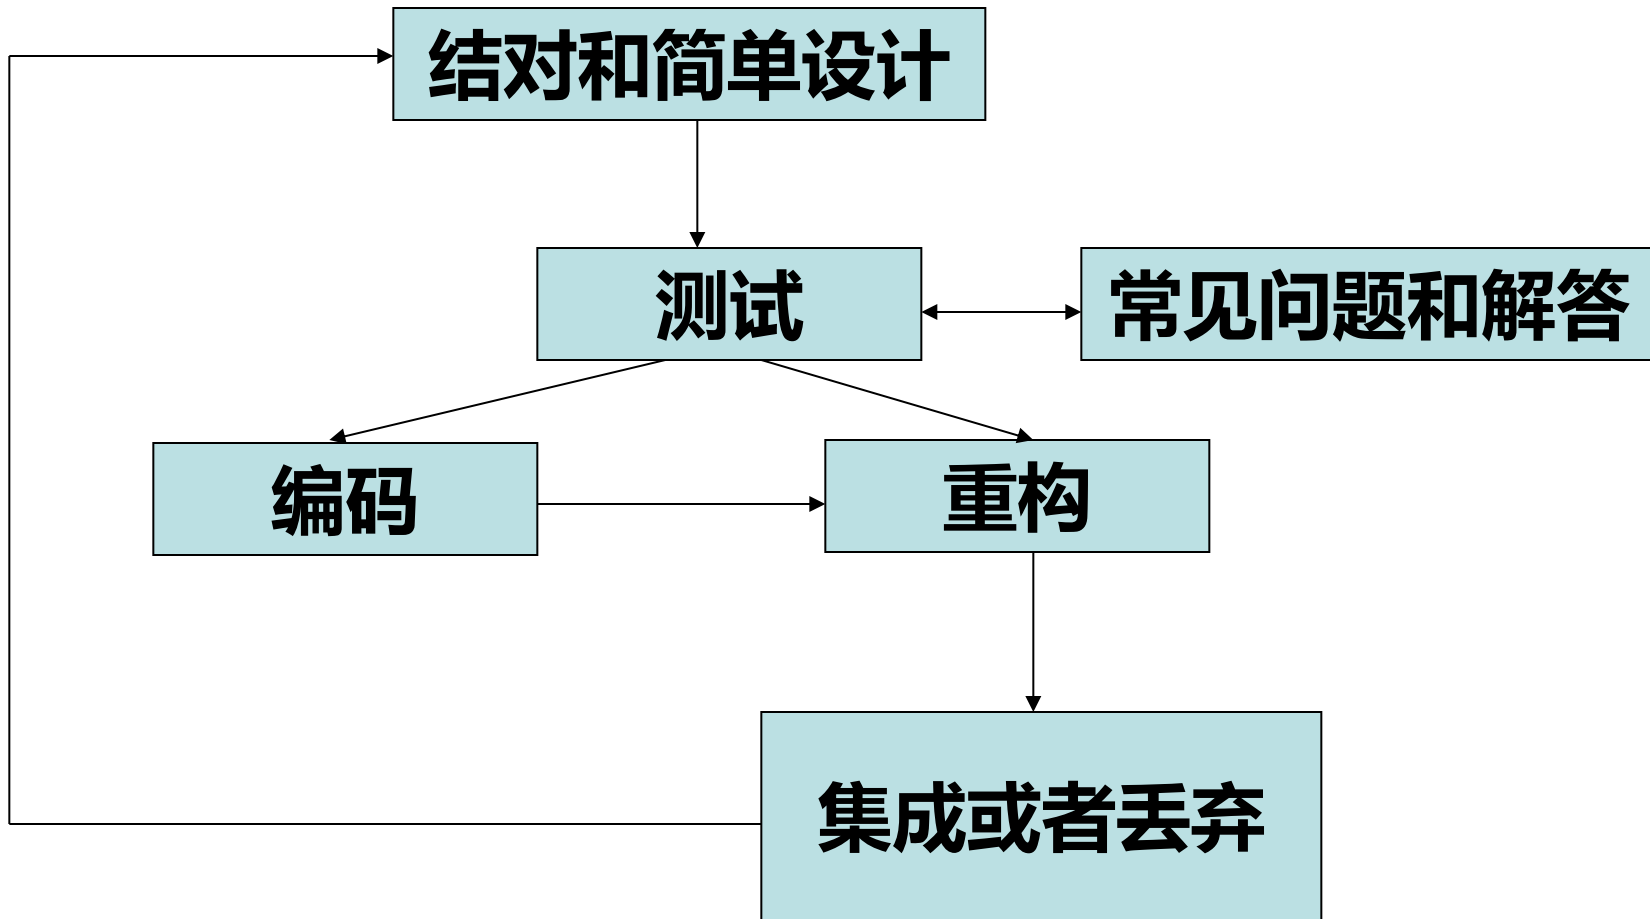 结对和简单设计
测试
常见问题和解答
编码
重构
集成或者丢弃